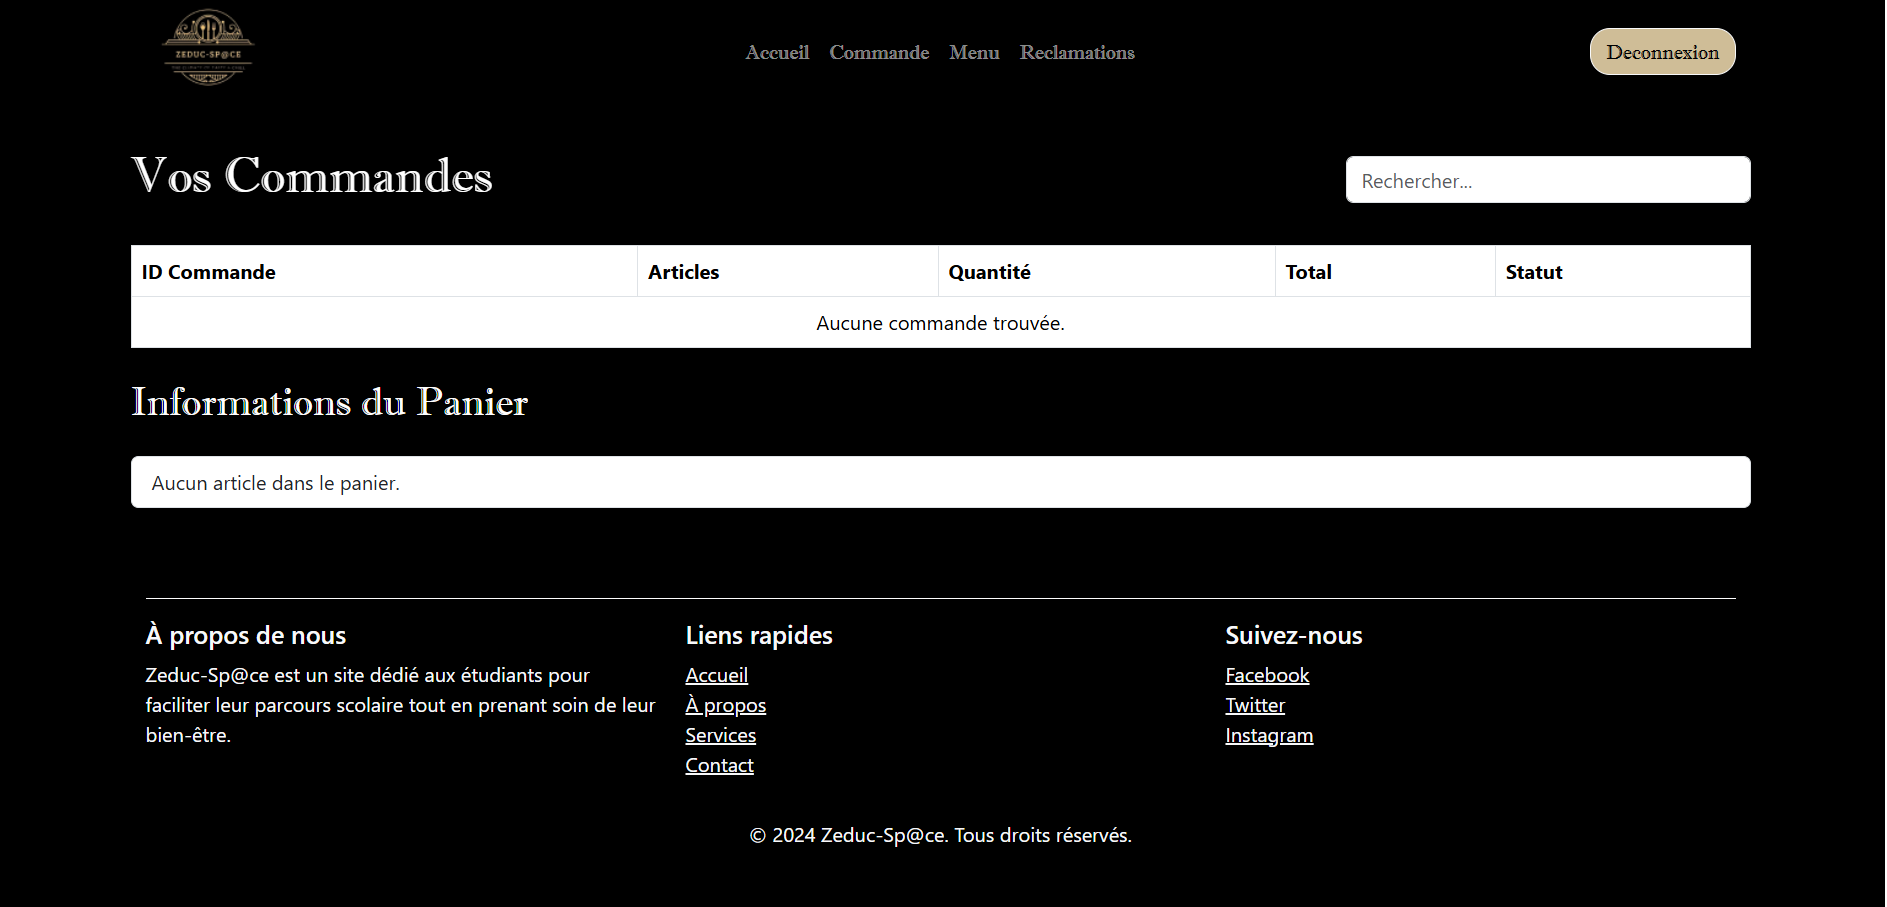 ZEDUC-SP@CE
Accueil Commande Menu Reclamations
Deconnexion
Vos Commandes
Rechercher...
ID Commande Articles Quantité Total Statut
Aucune commande trouvée.
Informations du Panier
Aucun article dans le panier.
À propos de nous
Zeduc-Sp@ce est un site dédié aux étudiants pour
faciliter leur parcours scolaire tout en prenant soin de leur
bien-être.
Liens rapides
Accueil
À propos
Services
Contact
Suivez-nous
Facebook
Twitter
Instagram
© 2024 Zeduc-Sp@ce. Tous droits réservés.